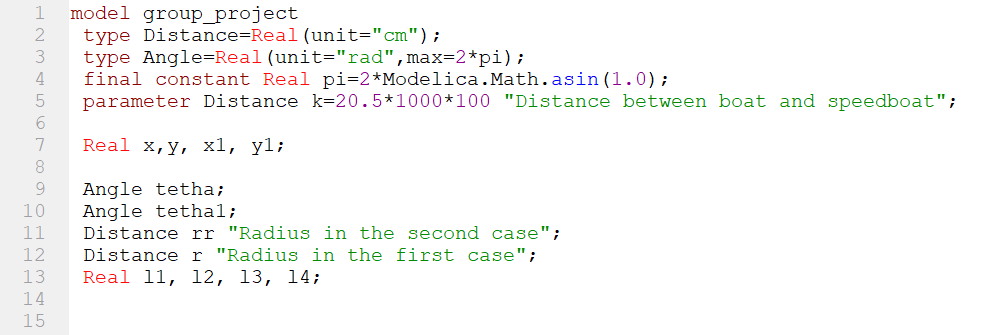 1 model group_project
2 type Distance=Real(unit="cm");
3 type Angle=Real(unit="rad",max=2*pi);
4 final constant Real pi=2*Modelica.Math.asin(1.0);
5 parameter Distance k=20.5*1000*100 "Distance between boat and speedboat";
6
7 Real x,y, x1, y1;
8
9 Angle tetha;
10 Angle tetha1;
11 Distance rr "Radius in the second case";
12 Distance r "Radius in the first case";
13 Real l1, l2, l3, l4;
14
15